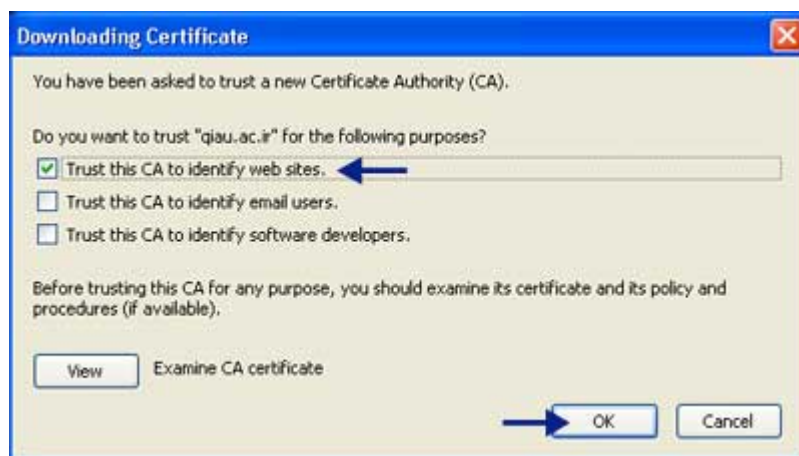 Downloading Certificate
You have been asked to trust a new Certificate Authority (CA).
Do you want to trust "qiau.ac.ir" for the following purposes?
Trust this CA to identify web sites.
Trust this CA to identify email users.
Trust this CA to identify software developers.
Before trusting this CA for any purpose, you should examine its certificate and its policy and
procedures (if available).
View Examine CA certificate
OK Cancel